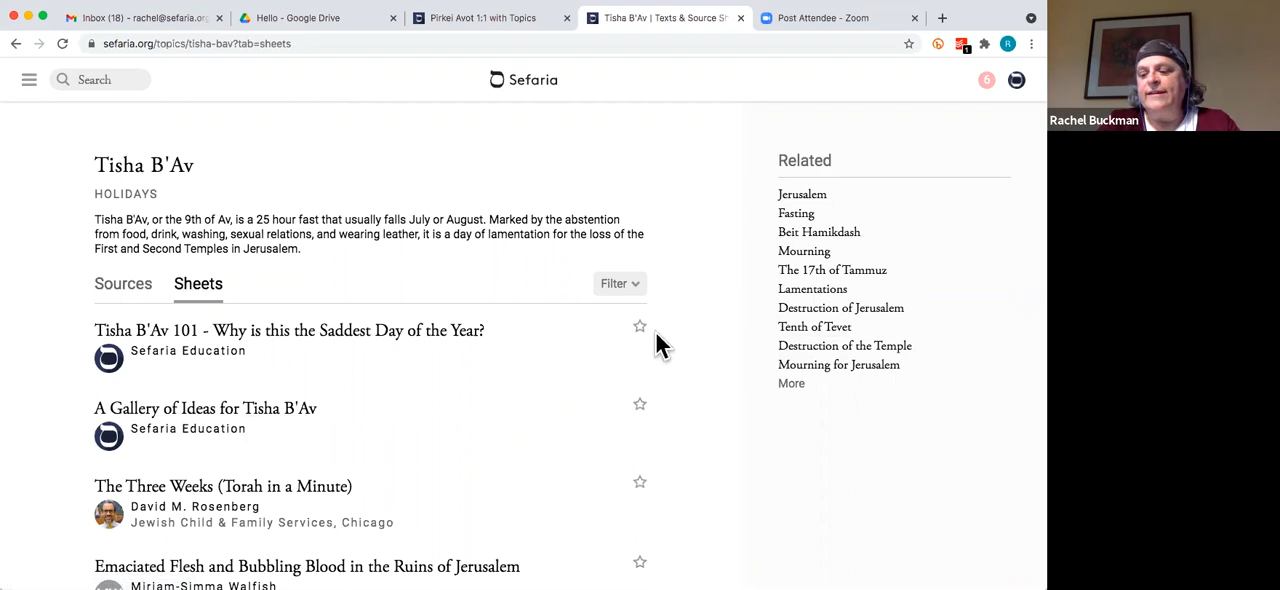 Inbox (18) - rachel@sefaria.org
Hello - Google Drive
Pirkei Avot 1:1 with Topics
Tisha B'Av | Texts & Source Sh
Post Attendee - Zoom
sefaria.org/topics/tisha-bav?tab=sheets
1
R
Search
Sefaria
6
Rachel Buckman
Tisha B'Av
HOLIDAYS
Tisha B'Av, or the 9th of Av, is a 25 hour fast that usually falls July or August. Marked by the abstention
from food, drink, washing, sexual relations, and wearing leather, it is a day of lamentation for the loss of the
First and Second Temples in Jerusalem.
Sources
Sheets
Filter
Tisha B'Av 101 - Why is this the Saddest Day of the Year?
Sefaria Education
A Gallery of Ideas for Tisha B'Av
Sefaria Education
The Three Weeks (Torah in a Minute)
David M. Rosenberg
Jewish Child & Family Services, Chicago
Emaciated Flesh and Bubbling Blood in the Ruins of Jerusalem
Miriam-Simma Walfish
Related
Jerusalem
Fasting
Beit Hamikdash
Mourning
The 17th of Tammuz
Lamentations
Destruction of Jerusalem
Tenth of Tevet
Destruction of the Temple
Mourning for Jerusalem
More